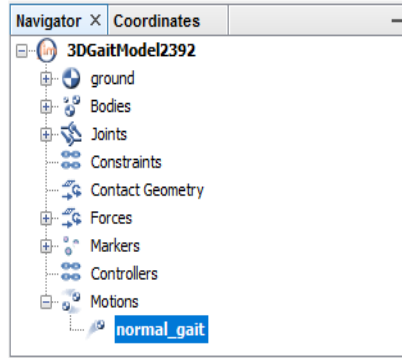 Navigator × Coordinates
3DGaitModel2392
ground
Bodies
Joints
Constraints
Contact Geometry
Forces
Markers
Controllers
Motions
normal_gait